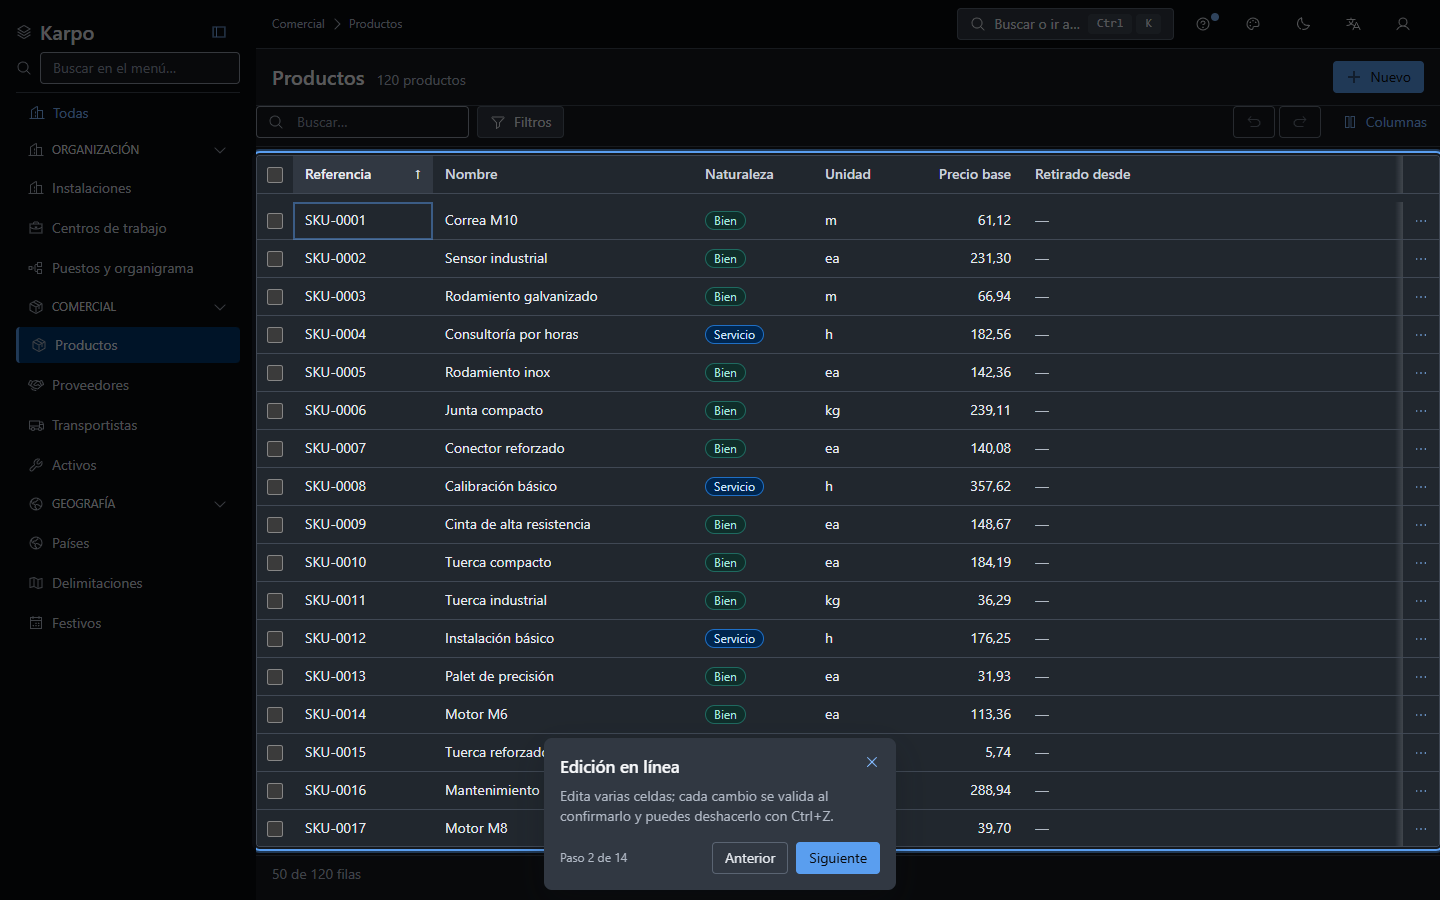 Karpo
Buscar en el menú...
Todas
ORGANIZACIÓN
Instalaciones
Centros de trabajo
Puestos y organigrama
COMERCIAL
Productos
Proveedores
Transportistas
Activos
GEOGRAFÍA
Países
Delimitaciones
Festivos
Comercial > Productos
Buscar o ir a... Ctrl K
Productos 120 productos
Nuevo
Buscar...
Filtros
Columnas
Referencia ↑ Nombre Naturaleza Unidad Precio base Retirado desde
SKU-0001 Correa M10 Bien m 61,12 —
SKU-0002 Sensor industrial Bien ea 231,30 —
SKU-0003 Rodamiento galvanizado Bien m 66,94 —
SKU-0004 Consultoría por horas Servicio h 182,56 —
SKU-0005 Rodamiento inox Bien ea 142,36 —
SKU-0006 Junta compacto Bien kg 239,11 —
SKU-0007 Conector reforzado Bien ea 140,08 —
SKU-0008 Calibración básico Servicio h 357,62 —
SKU-0009 Cinta de alta resistencia Bien ea 148,67 —
SKU-0010 Tuerca compacto Bien ea 184,19 —
SKU-0011 Tuerca industrial Bien kg 36,29 —
SKU-0012 Instalación básico Servicio h 176,25 —
SKU-0013 Palet de precisión Bien ea 31,93 —
SKU-0014 Motor M6 Bien ea 113,36 —
SKU-0015 Tuerca reforzado 5,74 —
SKU-0016 Mantenimiento 288,94 —
SKU-0017 Motor M8 39,70 —
Edición en línea
Edita varias celdas; cada cambio se valida al
confirmarlo y puedes deshacerlo con Ctrl+Z.
Paso 2 de 14
Anterior
Siguiente
50 de 120 filas